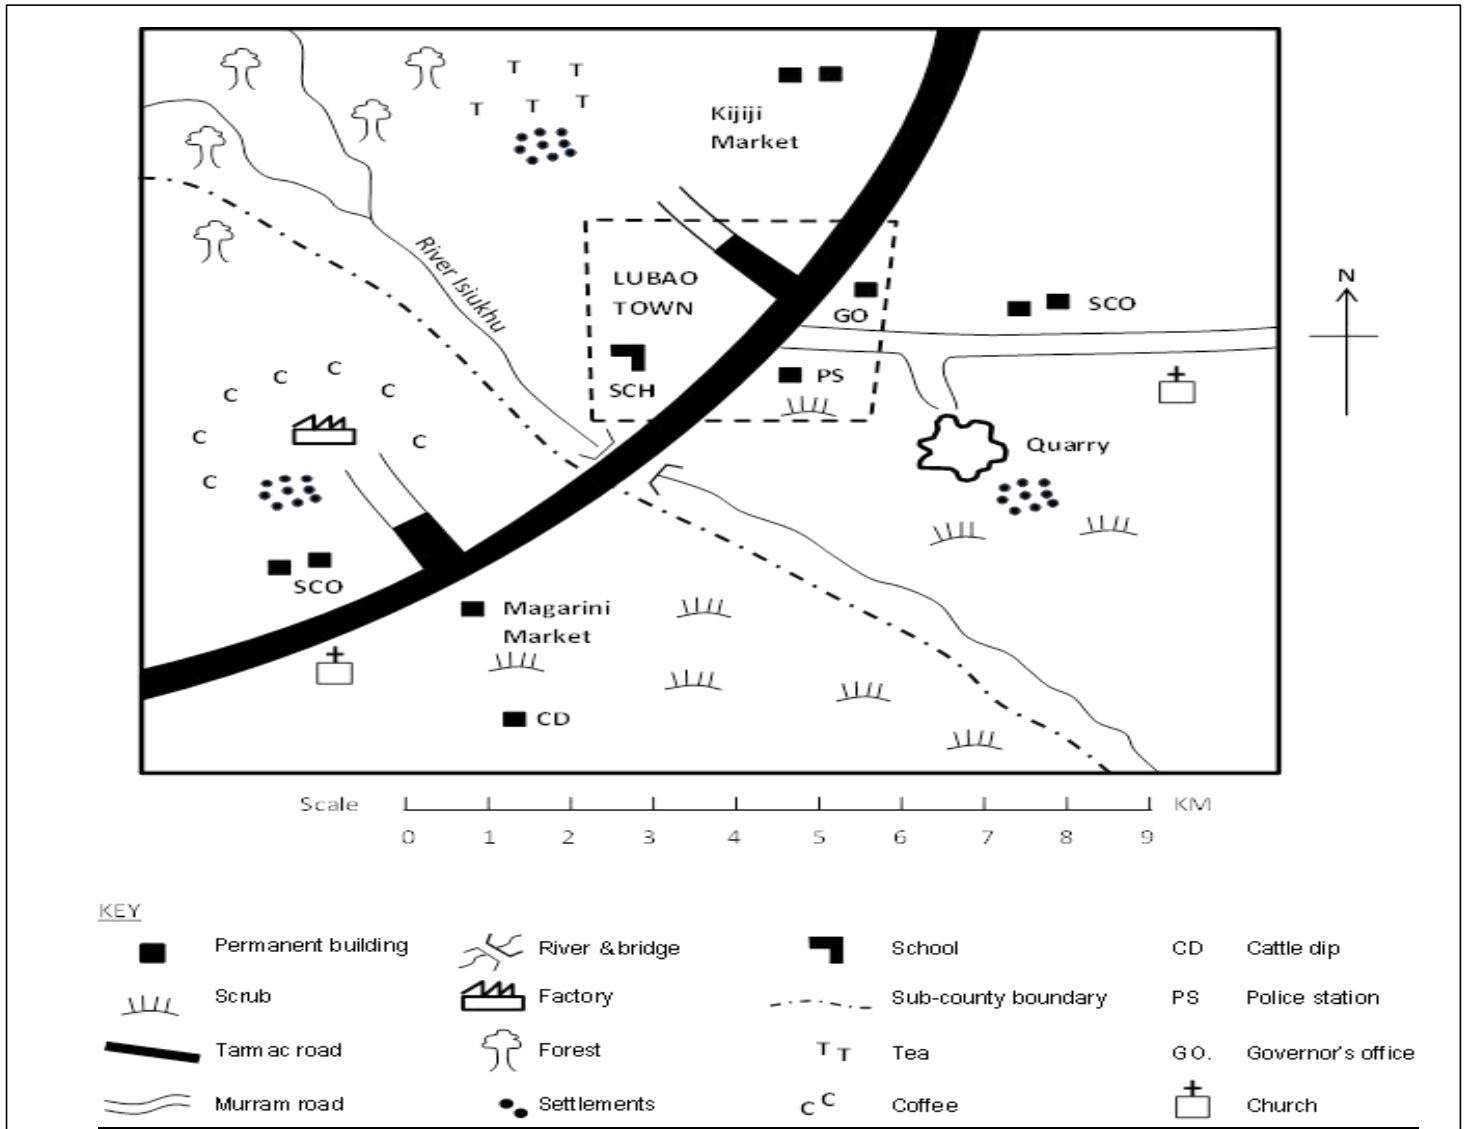 T T
T T T
Kijiji
Market
N
River Isiukhu
LUBAO
TOWN
GO
SCO
SCH
PS
C C C C
C C
C
Quarry
SCO
Magarini
Market
CD
Scale KM
0 1 2 3 4 5 6 7 8 9
KEY
Permanent building River & bridge School CD Cattle dip
Scrub Factory Sub-county boundary PS Police station
Tarmac road Forest T T Tea GO. Governor's office
Murram road Settlements C C Coffee Church